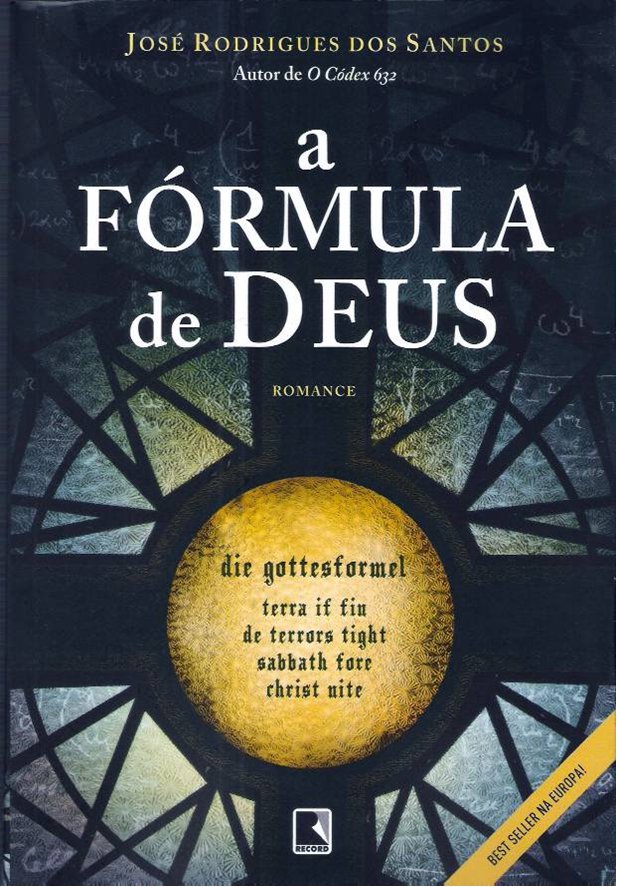 JOSÉ RODRIGUES DOS SANTOS
Autor de O Códex 632
a
FÓRMULA
de DEUS
ROMANCE
die gottesformel
terra if fin
de terrors tight
sabbath fore
christ nite
BEST SELLER NA EUROPA!
RECORD